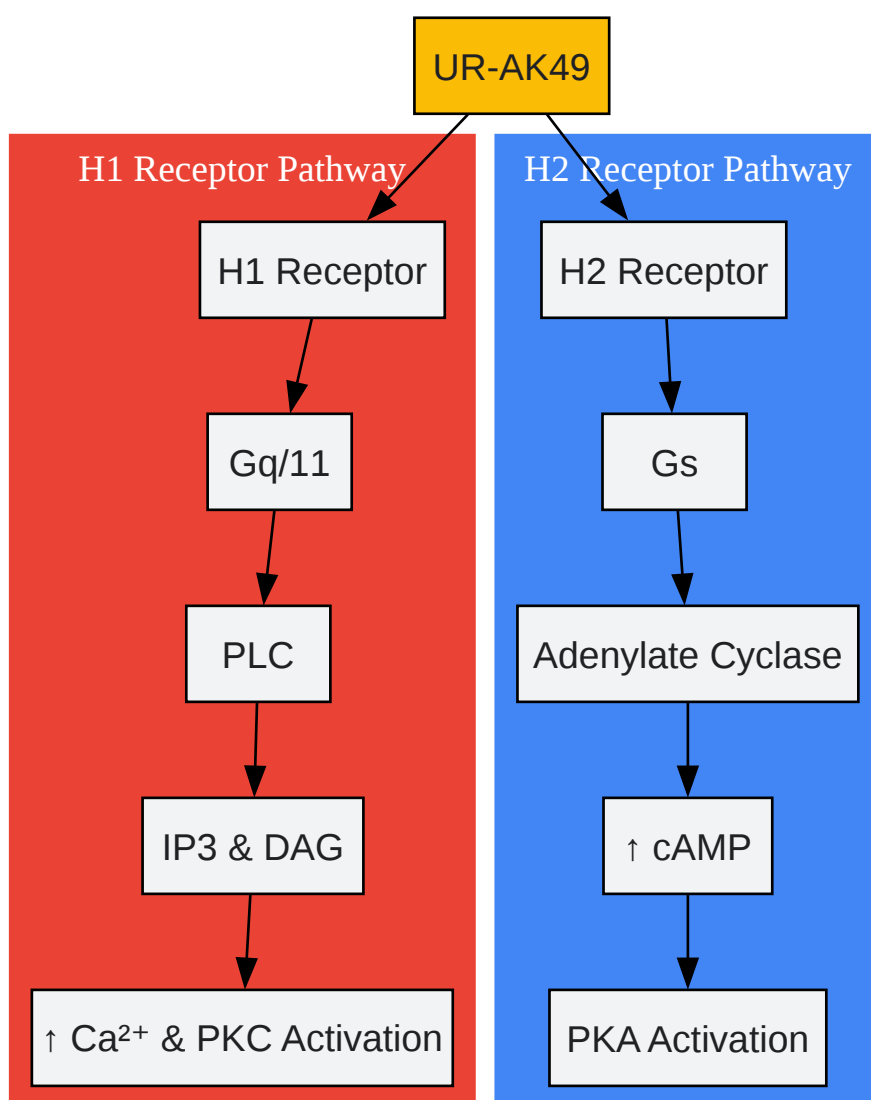 UR-AK49
H1 Receptor Pathway
H1 Receptor
Gq/11
PLC
IP3 & DAG
↑ Ca²⁺ & PKC Activation
H2 Receptor Pathway
H2 Receptor
Gs
Adenylate Cyclase
↑ cAMP
PKA Activation